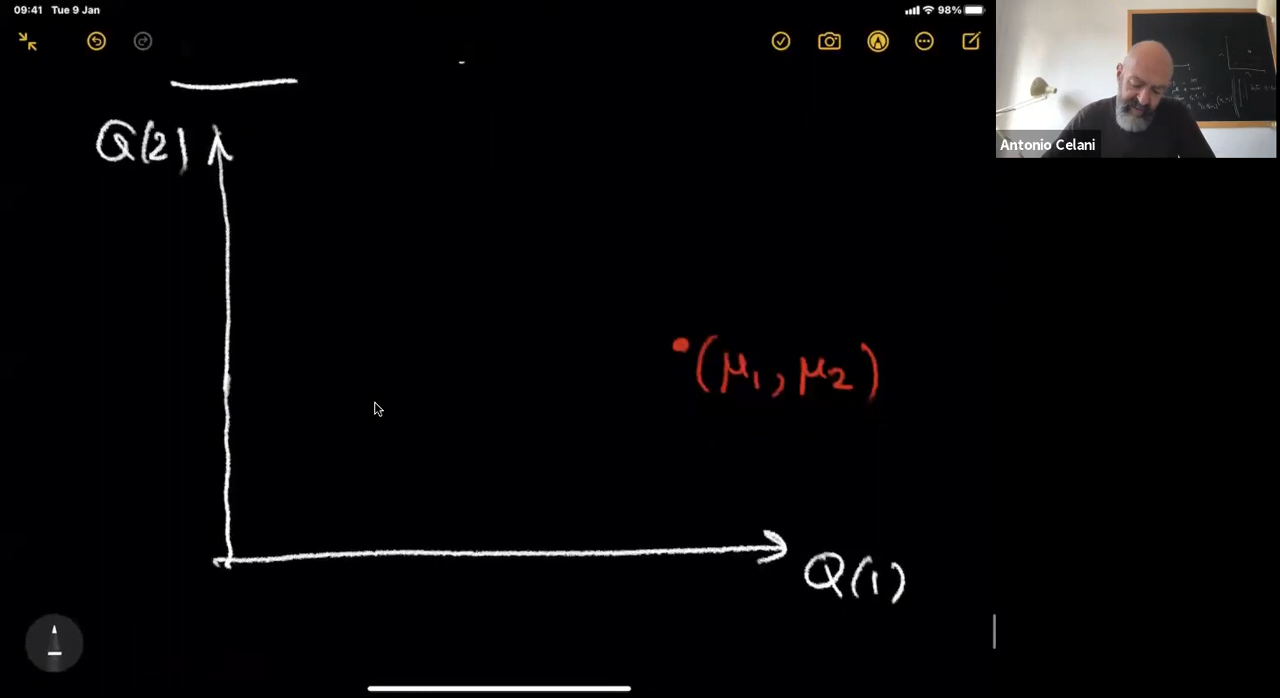 09:41 Tue 9 Jan
98%
Antonio Celani
Q(2)
(μ₁, μ₂)
Q(1)